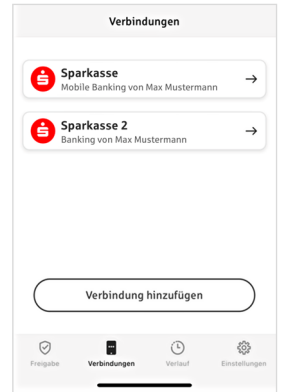 Verbindungen
Sparkasse
Mobile Banking von Max Mustermann
Sparkasse 2
Banking von Max Mustermann
Verbindung hinzufügen
Freigabe
Verbindungen
Verlauf
Einstellungen